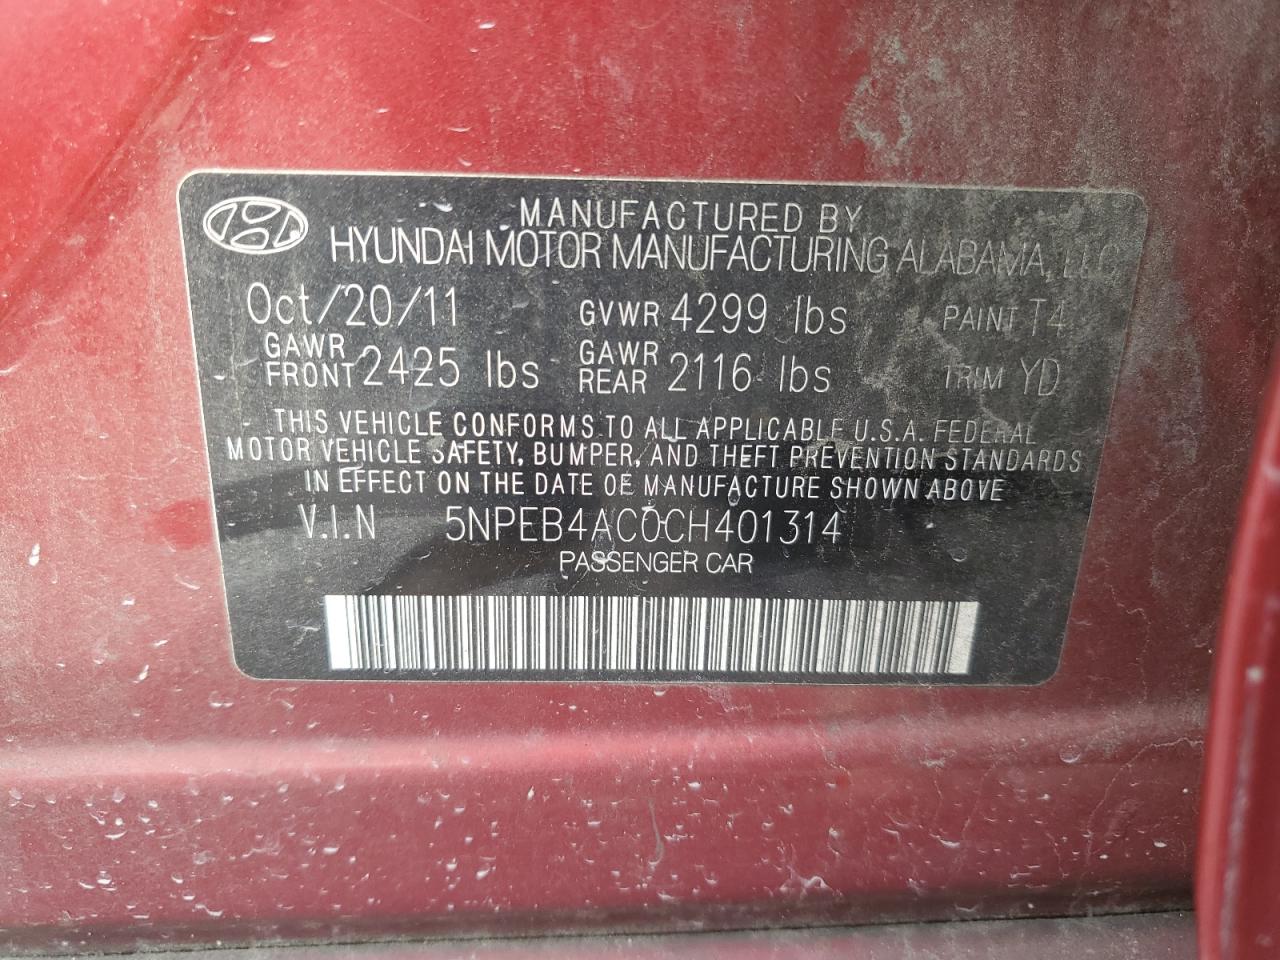 MANUFACTURED BY
HYUNDAI MOTOR MANUFACTURING ALABAMA, LLC
Oct/20/11 GVWR 4299 lbs PAINT T4
GAWR FRONT 2425 lbs GAWR REAR 2116 lbs TRIM YD
THIS VEHICLE CONFORMS TO ALL APPLICABLE U.S.A. FEDERAL
MOTOR VEHICLE SAFETY, BUMPER, AND THEFT PREVENTION STANDARDS
IN EFFECT ON THE DATE OF MANUFACTURE SHOWN ABOVE
V.I.N 5NPEB4AC0CH401314
PASSENGER CAR